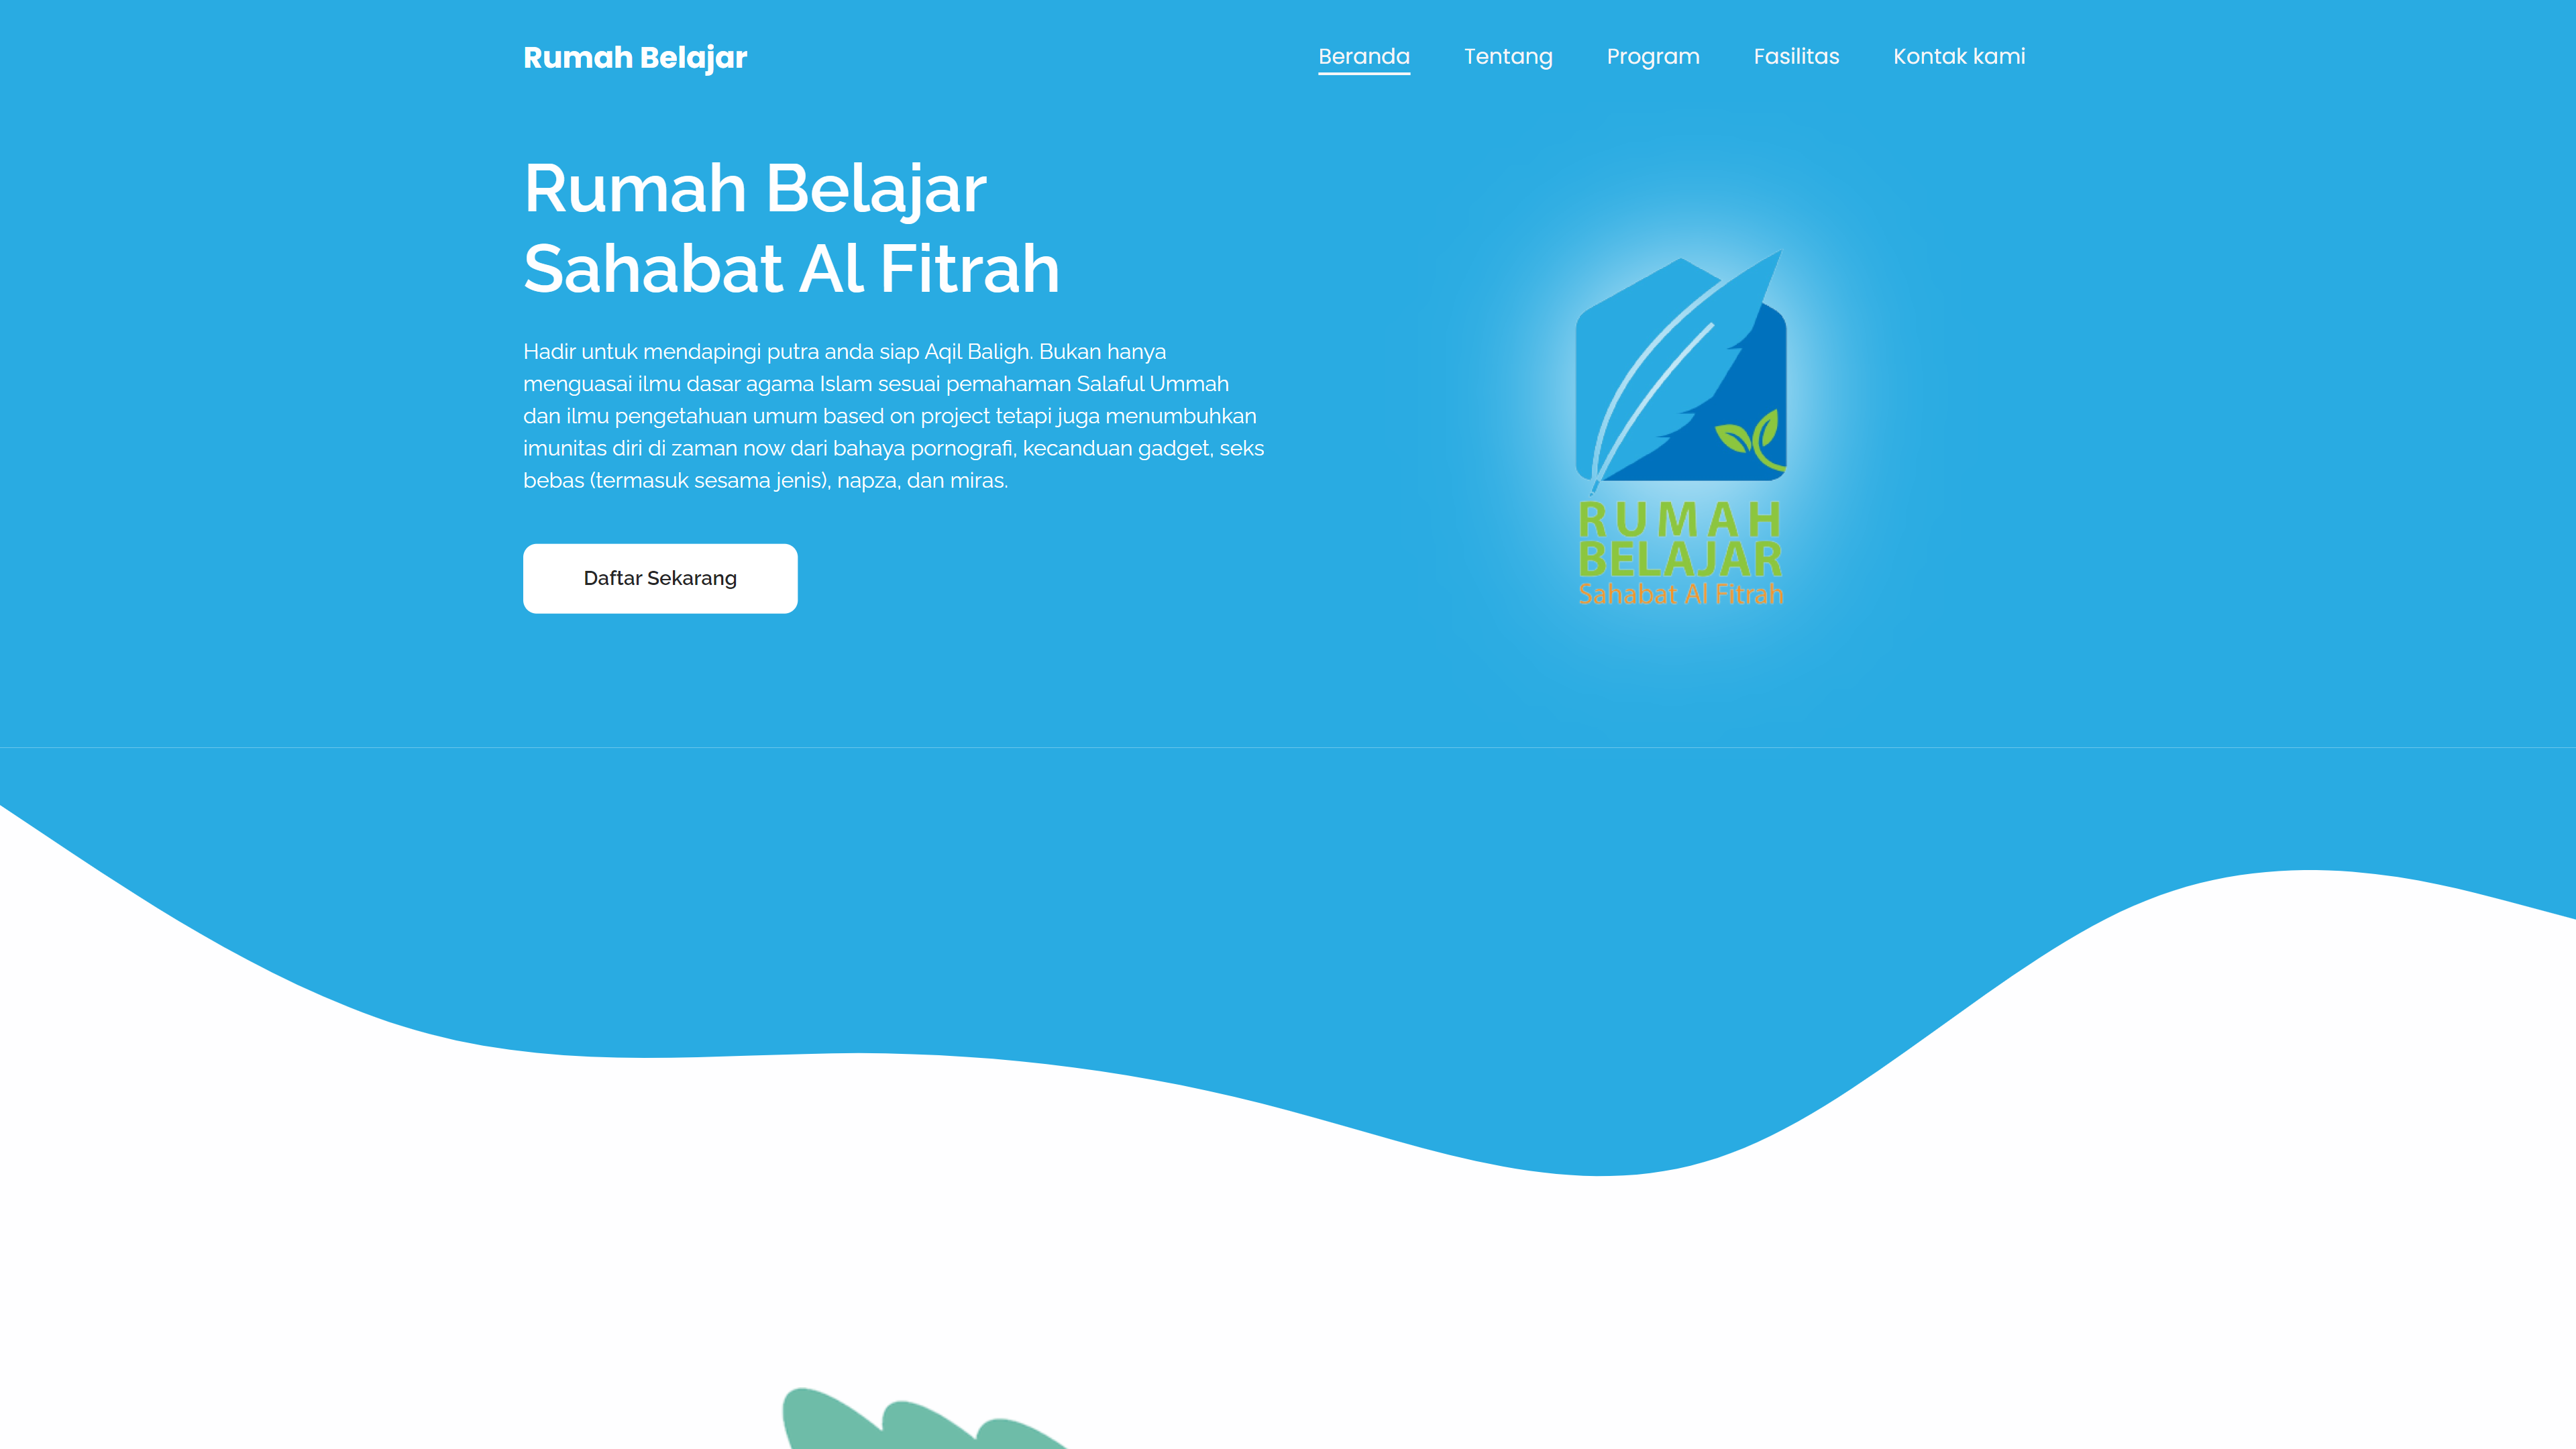 Rumah Belajar
Beranda Tentang Program Fasilitas Kontak kami
Rumah Belajar
Sahabat Al Fitrah
Hadir untuk mendapingi putra anda siap Aqil Baligh. Bukan hanya
menguasai ilmu dasar agama Islam sesuai pemahaman Salaful Ummah
dan ilmu pengetahuan umum based on project tetapi juga menumbuhkan
imunitas diri di zaman now dari bahaya pornografi, kecanduan gadget, seks
bebas (termasuk sesama jenis), napza, dan miras.
Daftar Sekarang
RUMAH
BELAJAR
Sahabat Al Fitrah